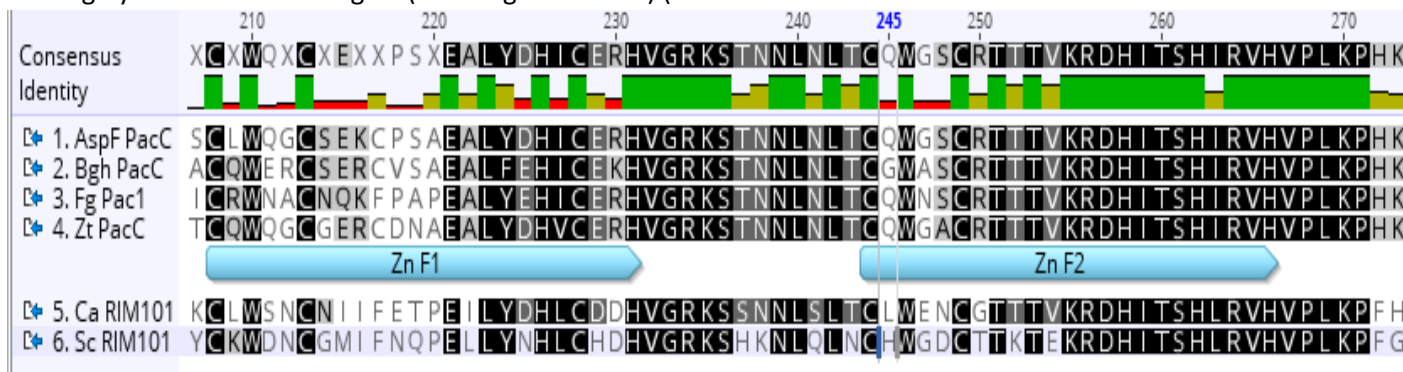 210 220 230 240 245 250 260 270
Consensus XCXWQXCXEXXPSXEALYDHICERHVGRKSTNNLNLTCQWGSCRTTTVKRDHITSHIRVHVPLKPHK
Identity
1. AspF PacC SCLWQGCSEKCPSAEALYDHICERHVGRKSTNNLNLTCQWGSCRTTTVKRDHITSHIRVHVPLKPHK
2. Bgh PacC ACQWERCSERCVSAEALFEHICEKHVGRKSTNNLNLTCGWASCRTTTVKRDHITSHIRVHVPLKPHK
3. Fg Pac1 ICRWNACNQKFPAPEALYEHICERHVGRKSTNNLNLTCQWNSCRTTTVKRDHITSHIRVHVPLKPHK
4. Zt PacC TCQWQGCGERCDNAEALYDHVCERHVGRKSTNNLNLTCQWGACRTTTVKRDHITSHIRVHVPLKPHK
Zn F1 Zn F2
5. Ca RIM101 KCLWSNCNIIFETPEILYDHLCDDHVGRKSSNNLSLTCLWENCGTTTVKRDHITSHLRVHVPLKPFH
6. Sc RIM101 YCKWDNCGMIFNQPELLYNHLCHDHVGRKSHKNLQLNCHWGDCTTKTEKRDHITSHLRVHVPLKPFG